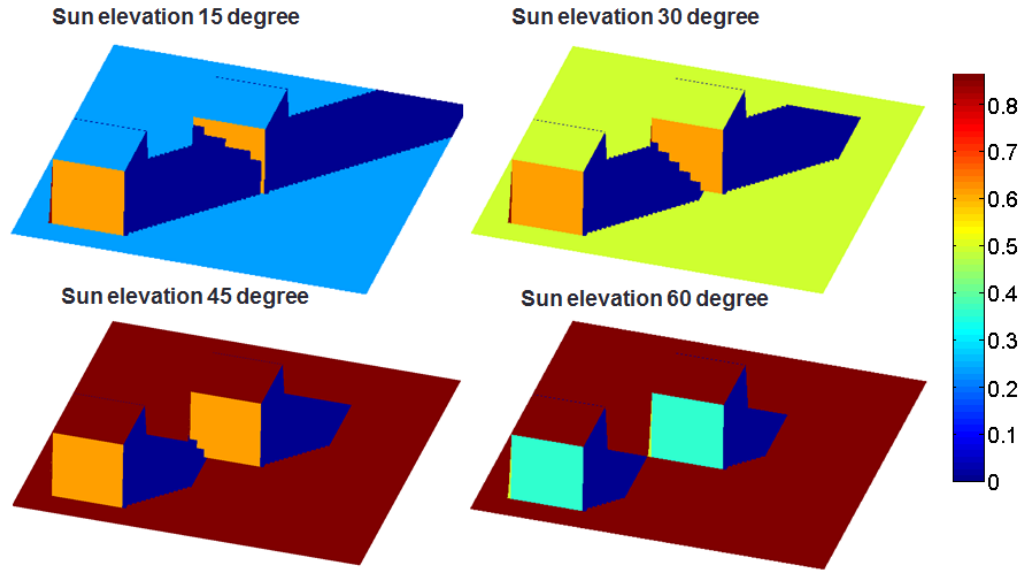 Sun elevation 15 degree
Sun elevation 30 degree
Sun elevation 45 degree
Sun elevation 60 degree
0.8
0.7
0.6
0.5
0.4
0.3
0.2
0.1
0